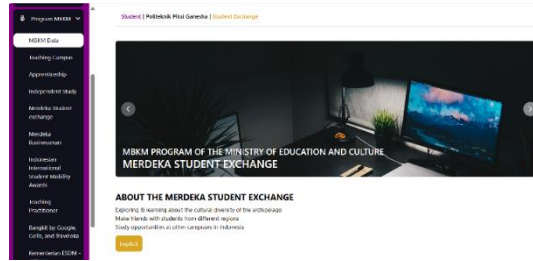 Program MBKM
MBKM Data
Teaching Campus
Apprenticeship
Independent Study
Merdeka Student
exchange
Merdeka
Businessman
Indonesian
International
Student Mobility
Awards
Teaching
Practitioner
Bangkit by Google,
GoTo, and Traveloka
Kementerian ESDM -
Student | Politeknik Piksi Ganesha | Student Exchange
MBKM PROGRAM OF THE MINISTRY OF EDUCATION AND CULTURE
MERDEKA STUDENT EXCHANGE
ABOUT THE MERDEKA STUDENT EXCHANGE
Exploring & learning about the cultural diversity of the archipelago
Make friends with students from different regions
Study opportunities at other campuses in Indonesia